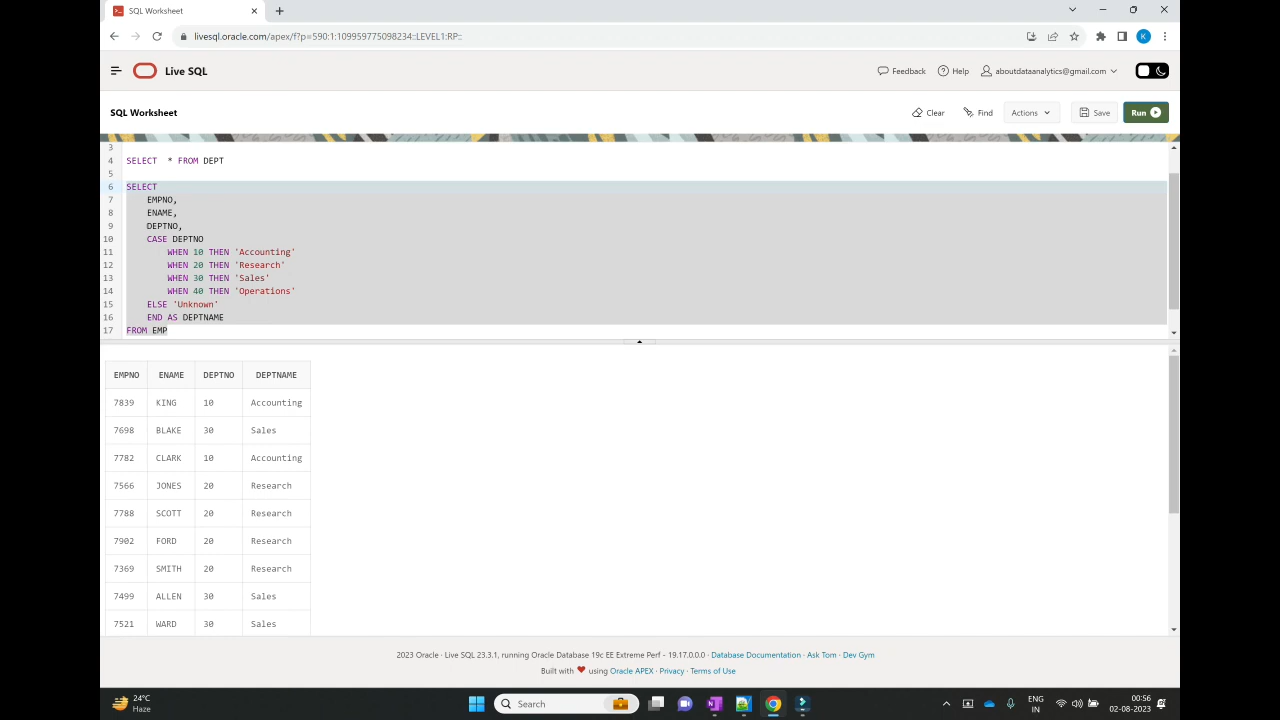 SQL Worksheet
livesql.oracle.com/apex/f?p=590:1:109959775098234::LEVEL1:RP::
K
Live SQL
Feedback
Help
aboutdataanalytics@gmail.com
SQL Worksheet
Clear
Find
Actions
Save
Run
3
4 SELECT * FROM DEPT
5
6 SELECT
7 EMPNO,
8 ENAME,
9 DEPTNO,
10 CASE DEPTNO
11 WHEN 10 THEN 'Accounting'
12 WHEN 20 THEN 'Research'
13 WHEN 30 THEN 'Sales'
14 WHEN 40 THEN 'Operations'
15 ELSE 'Unknown'
16 END AS DEPTNAME
17 FROM EMP
EMPNO ENAME DEPTNO DEPTNAME
7839 KING 10 Accounting
7698 BLAKE 30 Sales
7782 CLARK 10 Accounting
7566 JONES 20 Research
7788 SCOTT 20 Research
7902 FORD 20 Research
7369 SMITH 20 Research
7499 ALLEN 30 Sales
7521 WARD 30 Sales
2023 Oracle · Live SQL 23.3.1, running Oracle Database 19c EE Extreme Perf - 19.17.0.0.0 · Database Documentation · Ask Tom · Dev Gym
Built with ❤ using Oracle APEX · Privacy · Terms of Use
24°C
Haze
Search
ENG
IN
00:56
02-08-2023